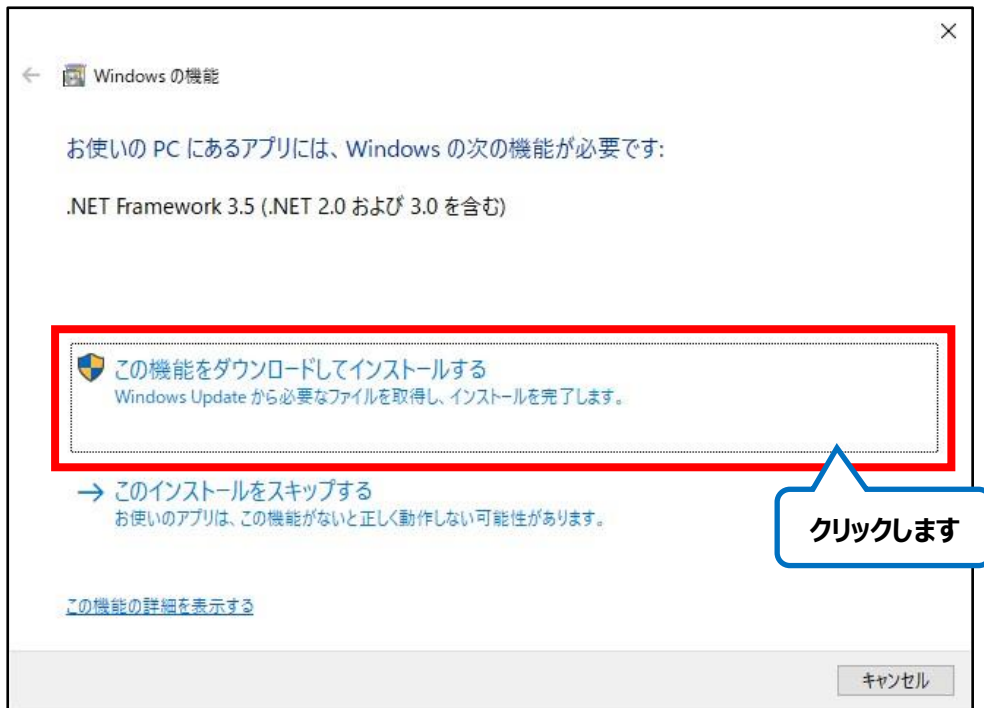 Windows の機能
お使いの PC にあるアプリには、Windows の次の機能が必要です:
.NET Framework 3.5 (.NET 2.0 および 3.0 を含む)
この機能をダウンロードしてインストールする
Windows Update から必要なファイルを取得し、インストールを完了します。
このインストールをスキップする
お使いのアプリは、この機能がないと正しく動作しない可能性があります。
クリックします
この機能の詳細を表示する
キャンセル